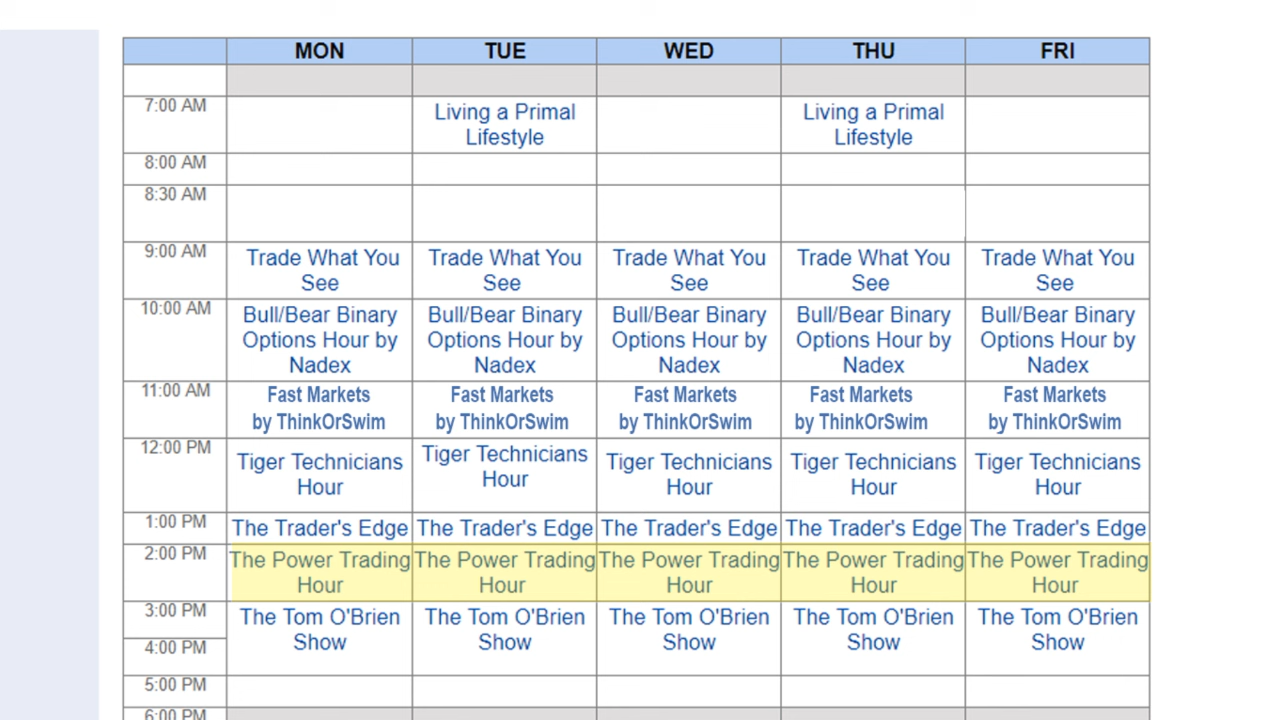 MON TUE WED THU FRI
7:00 AM Living a Primal Living a Primal
Lifestyle Lifestyle
8:00 AM
8:30 AM
9:00 AM Trade What You Trade What You Trade What You Trade What You Trade What You
See See See See See
10:00 AM Bull/Bear Binary Bull/Bear Binary Bull/Bear Binary Bull/Bear Binary Bull/Bear Binary
Options Hour by Options Hour by Options Hour by Options Hour by Options Hour by
Nadex Nadex Nadex Nadex Nadex
11:00 AM Fast Markets Fast Markets Fast Markets Fast Markets Fast Markets
by ThinkOrSwim by ThinkOrSwim by ThinkOrSwim by ThinkOrSwim by ThinkOrSwim
12:00 PM Tiger Technicians Tiger Technicians Tiger Technicians Tiger Technicians Tiger Technicians
Hour Hour Hour Hour Hour
1:00 PM The Trader's Edge The Trader's Edge The Trader's Edge The Trader's Edge The Trader's Edge
2:00 PM The Power Trading The Power Trading The Power Trading The Power Trading The Power Trading
Hour Hour Hour Hour Hour
3:00 PM The Tom O'Brien The Tom O'Brien The Tom O'Brien The Tom O'Brien The Tom O'Brien
4:00 PM Show Show Show Show Show
5:00 PM
6:00 PM